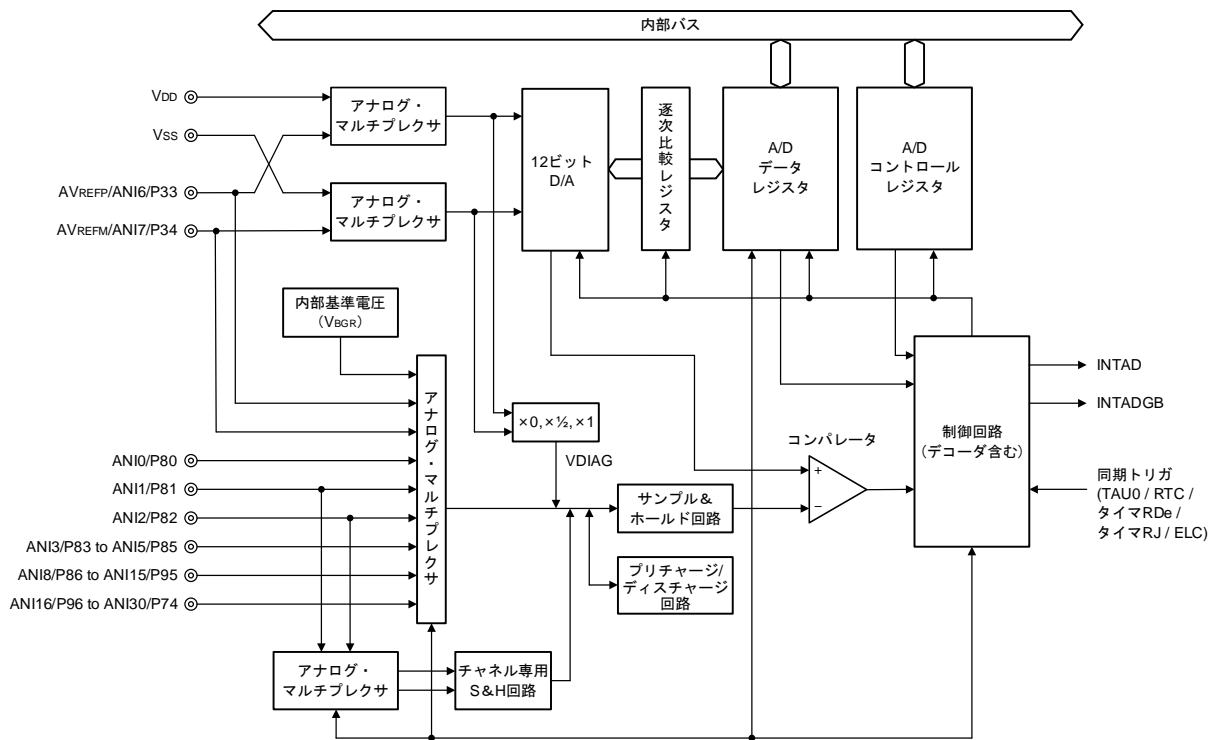 内部バス
VDD
VSS
AVREFP/ANI6/P33
AVREFM/ANI7/P34
アナログ・
マルチプレクサ
アナログ・
マルチプレクサ
12ビット
D/A
逐次比較レジスタ
A/D
データ
レジスタ
A/D
コントロール
レジスタ
内部基準電圧
（VBGR）
アナログ・マルチプレクサ
×0,×½,×1
VDIAG
コンパレータ
+
−
制御回路
（デコーダ含む）
INTAD
INTADGB
同期トリガ
(TAU0 / RTC /
タイマRDe /
タイマRJ / ELC)
ANI0/P80
ANI1/P81
ANI2/P82
ANI3/P83 to ANI5/P85
ANI8/P86 to ANI15/P95
ANI16/P96 to ANI30/P74
サンプル＆
ホールド回路
プリチャージ/
ディスチャージ
回路
アナログ・
マルチプレクサ
チャネル専用
S＆H回路